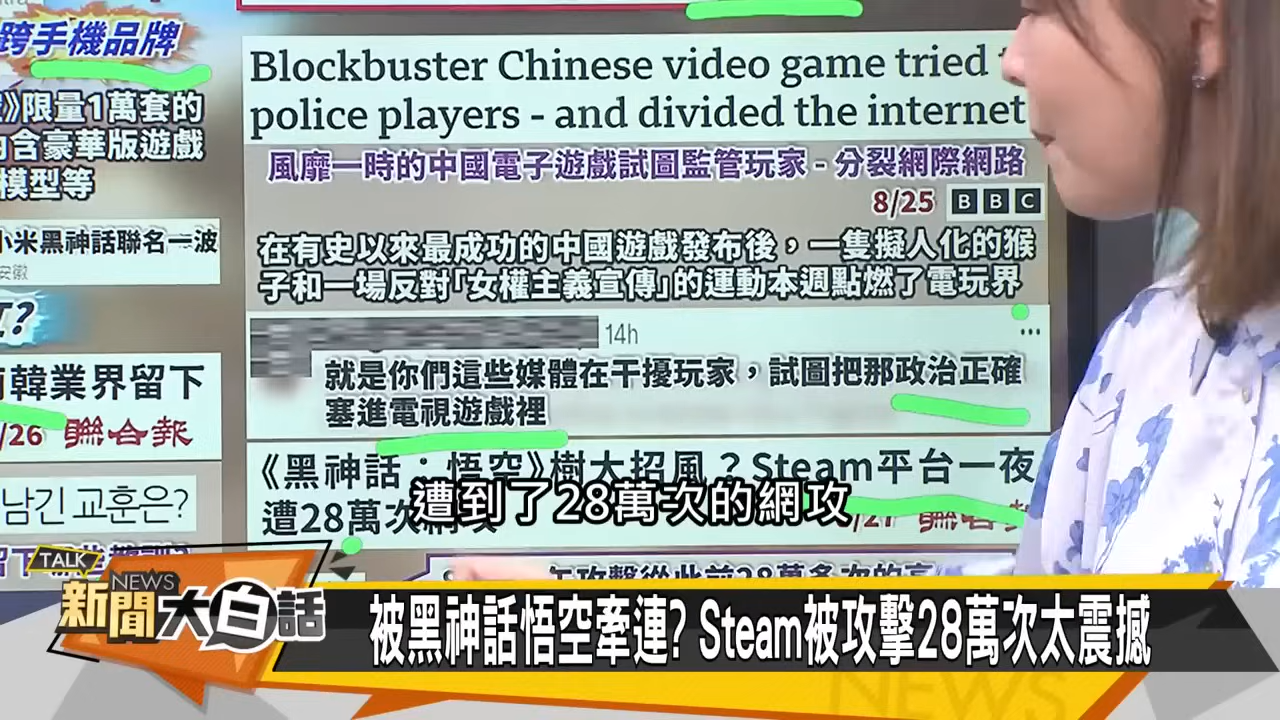 跨手機品牌
》限量1萬套的
含豪華版遊戲
模型等
小米黑神話聯名一波
安徽
韓業界留下
/26 聯合報
남긴 교훈은?
Blockbuster Chinese video game tried
police players - and divided the internet
風靡一時的中國電子遊戲試圖監管玩家 - 分裂網際網路
8/25 BBC
在有史以來最成功的中國遊戲發布後，一隻擬人化的猴
子和一場反對「女權主義宣傳」的運動本週點燃了電玩界
14h
就是你們這些媒體在干擾玩家，試圖把那政治正確
塞進電視遊戲裡
《黑神話：悟空》樹大招風？Steam平台一夜
遭28萬次網
遭到了28萬次的網攻
TALK
NEWS
新聞大白話
被黑神話悟空牽連? Steam被攻擊28萬次太震撼
NEWS